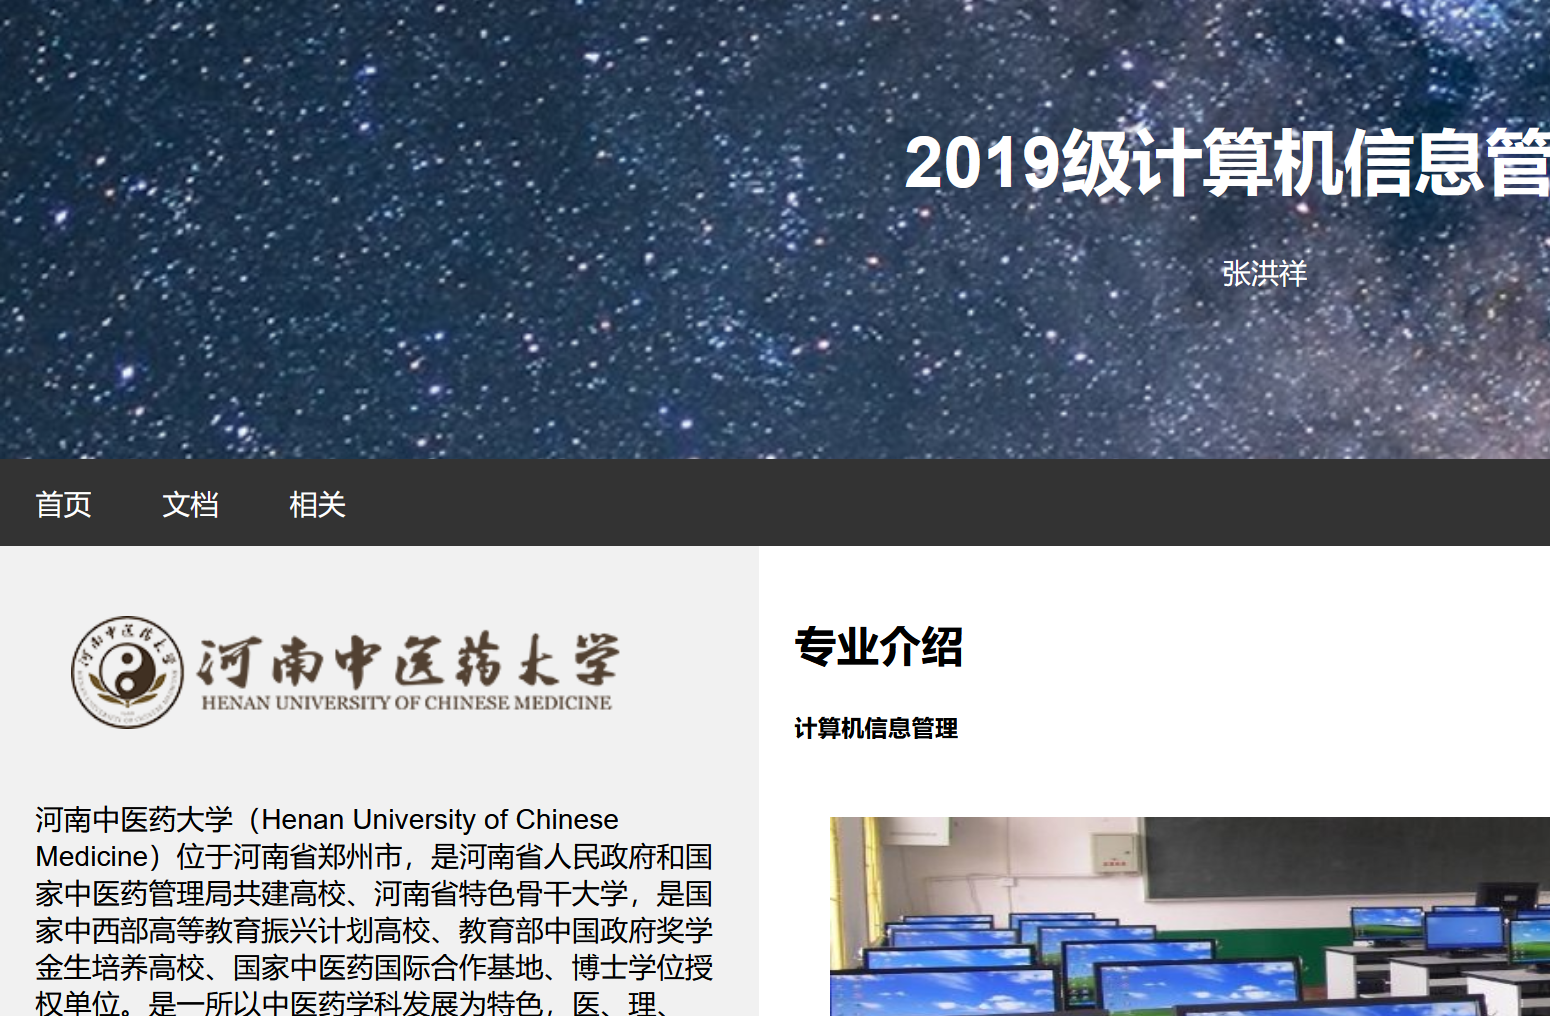 2019级计算机信息管
张洪祥
首页 文档 相关
河南中医药大学
HENAN UNIVERSITY OF CHINESE MEDICINE
河南中医药大学（Henan University of Chinese
Medicine）位于河南省郑州市，是河南省人民政府和国
家中医药管理局共建高校、河南省特色骨干大学，是国
家中西部高等教育振兴计划高校、教育部中国政府奖学
金生培养高校、国家中医药国际合作基地、博士学位授
权单位。是一所以中医药学科发展为特色，医、理、
专业介绍
计算机信息管理